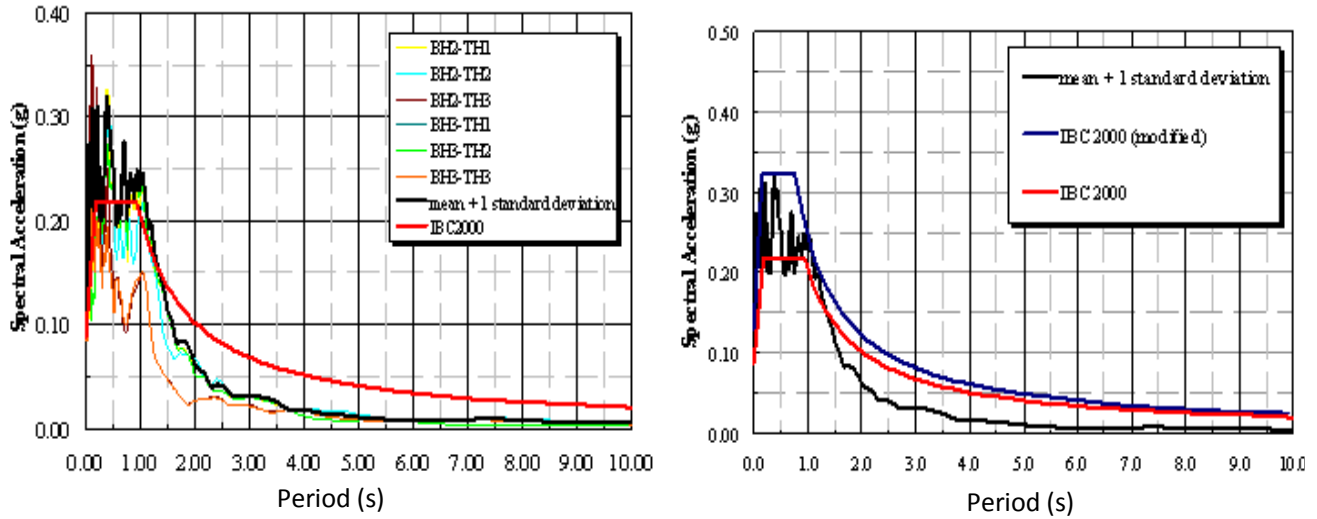 0.40
0.30
0.20
0.10
0.00
Spectral Acceleration (g)
BH2-TH1
BH2-TH2
BH2-TH3
BH3-TH1
BH3-TH2
BH3-TH3
mean + 1 standard deviation
IBC2000
0.00 1.00 2.00 3.00 4.00 5.00 6.00 7.00 8.00 9.00 10.00
Period (s)
0.50
0.40
0.30
0.20
0.10
0.00
Spectral Acceleration (g)
mean + 1 standard deviation
IBC 2000 (modified)
IBC 2000
0.0 1.0 2.0 3.0 4.0 5.0 6.0 7.0 8.0 9.0 10.0
Period (s)